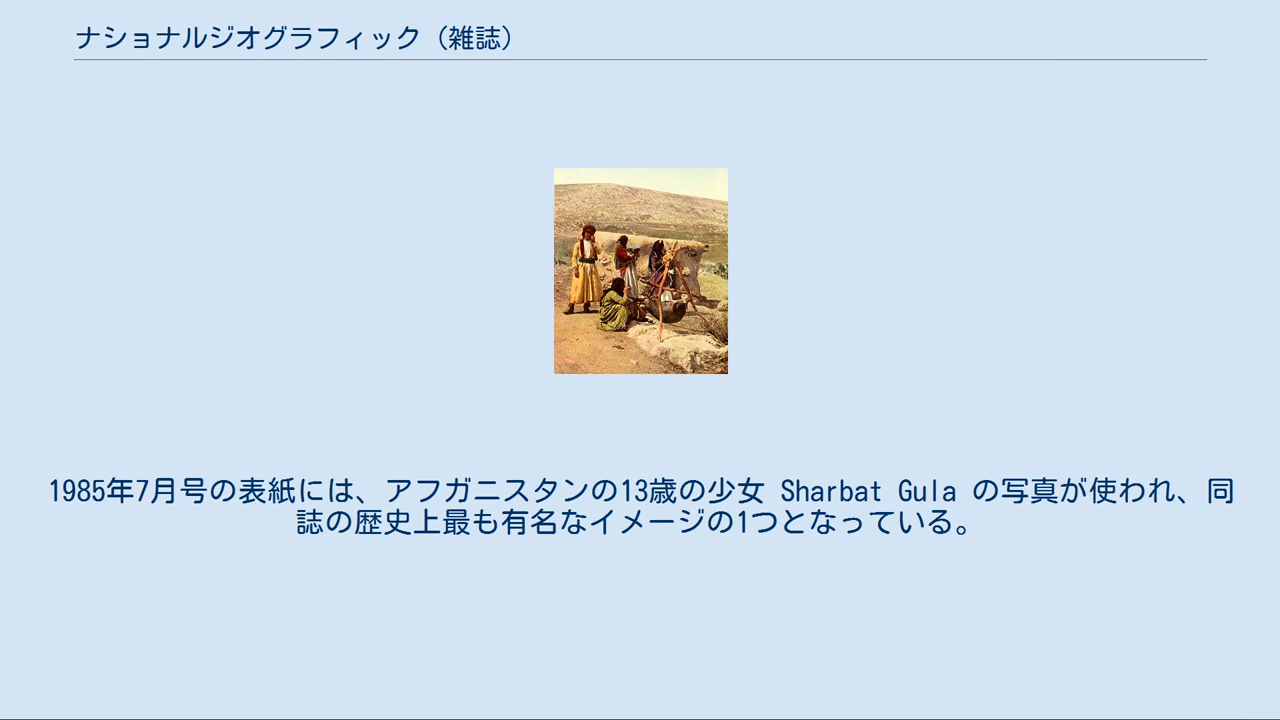 ナショナルジオグラフィック（雑誌）
1985年7月号の表紙には、アフガニスタンの13歳の少女 Sharbat Gula の写真が使われ、同
誌の歴史上最も有名なイメージの1つとなっている。